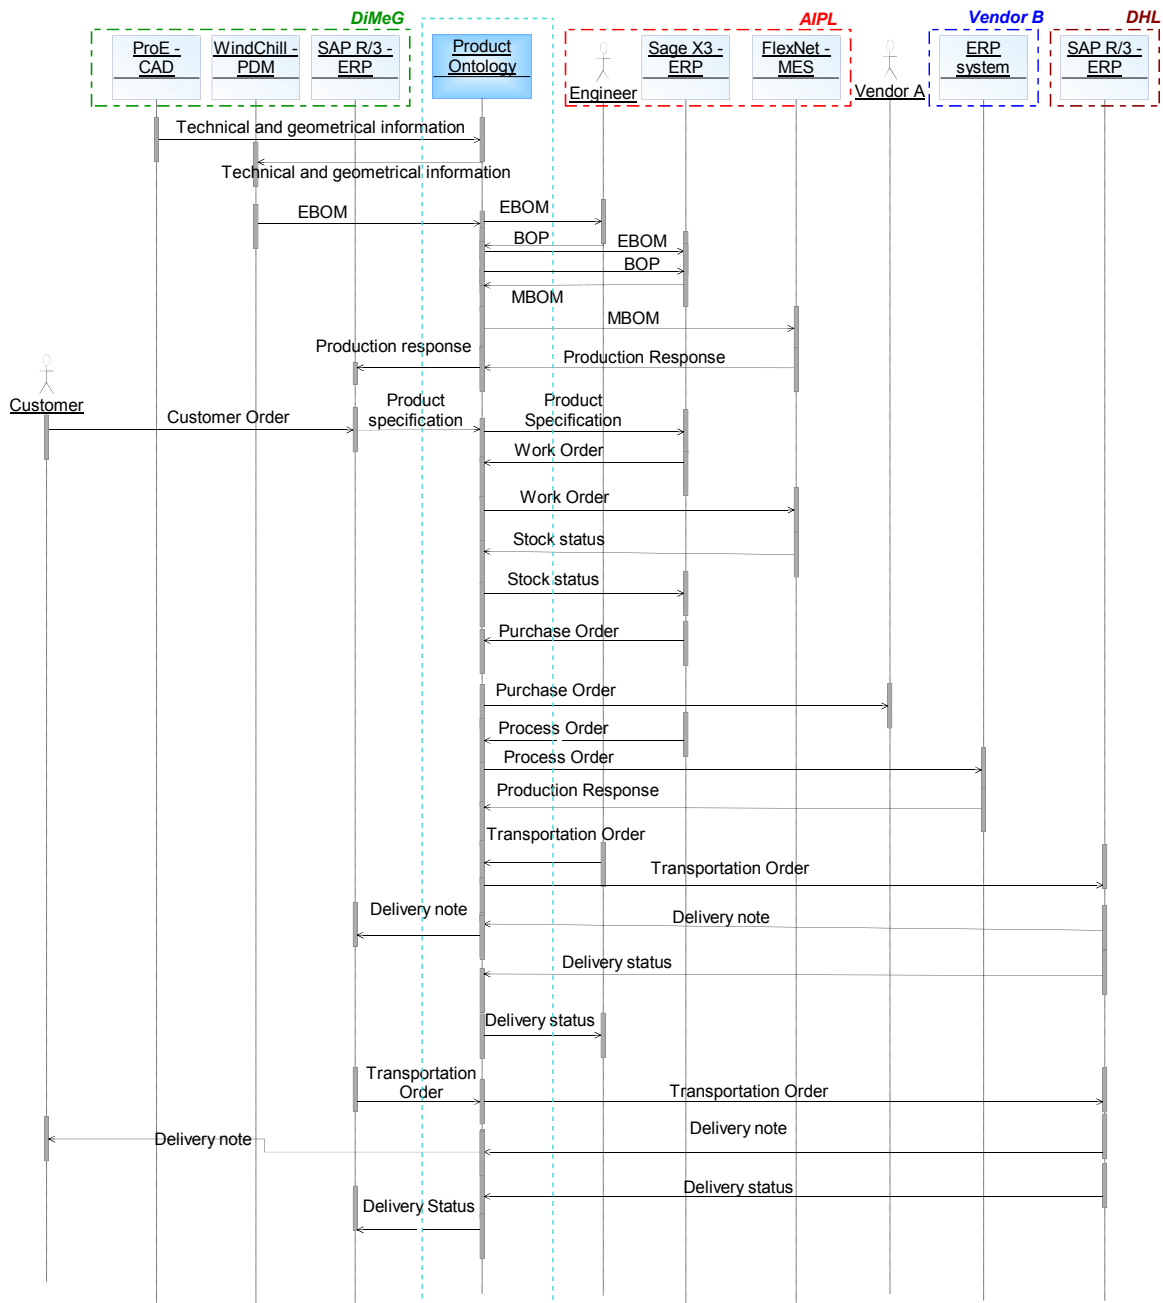 DiMeG
AIPL
Vendor B
DHL
ProE -
CAD
WindChill -
PDM
SAP R/3 -
ERP
Product
Ontology
Engineer
Sage X3 -
ERP
FlexNet -
MES
Vendor A
ERP
system
SAP R/3 -
ERP
Technical and geometrical information
Technical and geometrical information
EBOM
EBOM
BOP
EBOM
BOP
MBOM
MBOM
Production response
Production Response
Customer
Customer Order
Product
specification
Product
Specification
Work Order
Work Order
Stock status
Stock status
Purchase Order
Purchase Order
Process Order
Process Order
Production Response
Transportation Order
Transportation Order
Delivery note
Delivery note
Delivery status
Delivery status
Transportation
Order
Transportation Order
Delivery note
Delivery note
Delivery status
Delivery Status